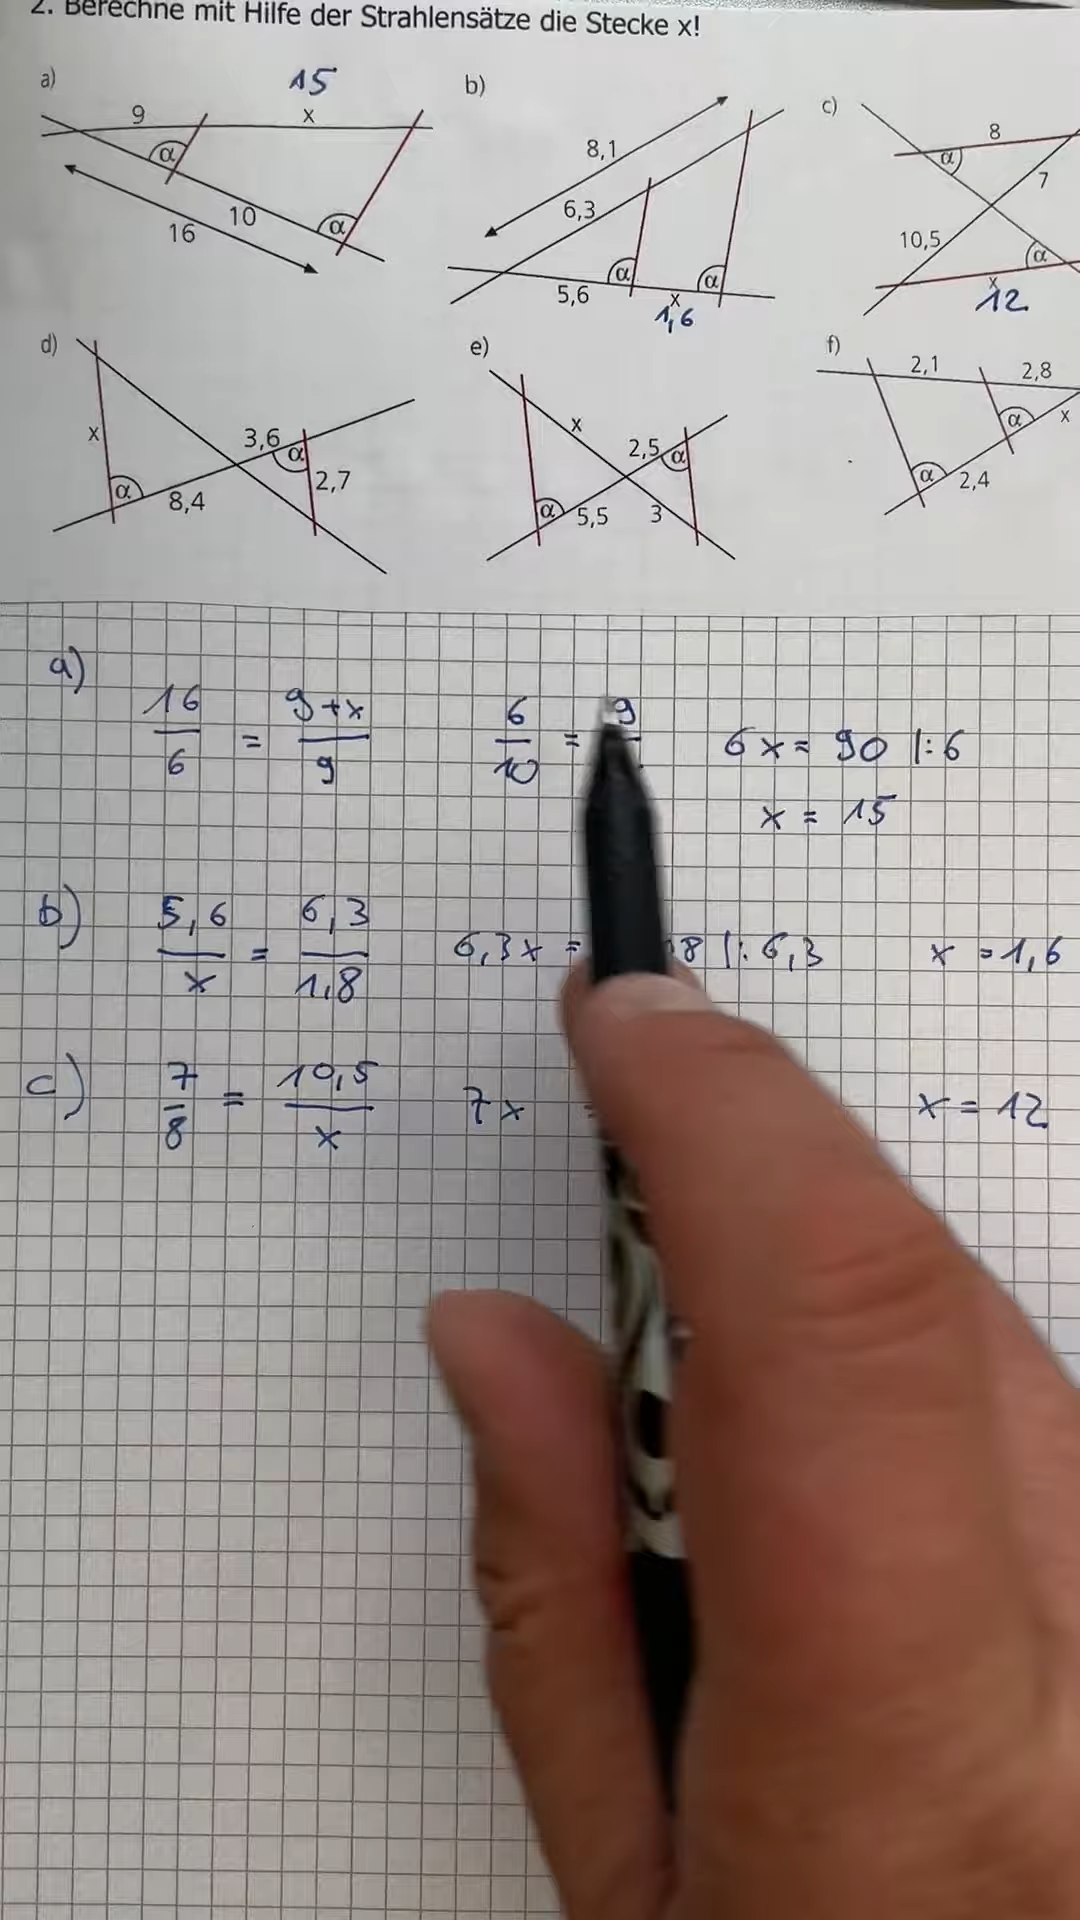 2. Berechne mit Hilfe der Strahlensätze die Stecke x!
a)
15
9
x
α
10
16
α
b)
8,1
6,3
α
α
5,6
x
1,6
c)
8
α
7
10,5
α
x
12
d)
x
3,6
α
α
8,4
2,7
e)
x
2,5
α
α
5,5
3
f)
2,1
2,8
α
x
α
2,4
a) 16/6 = 9+x/9 6/10 = 9 6x = 90 |:6
x = 15
b) 5,6/x = 6,3/1,8 6,3x = 8 |: 6,3 x = 1,6
c) 7/8 = 10,5/x 7x = x = 12